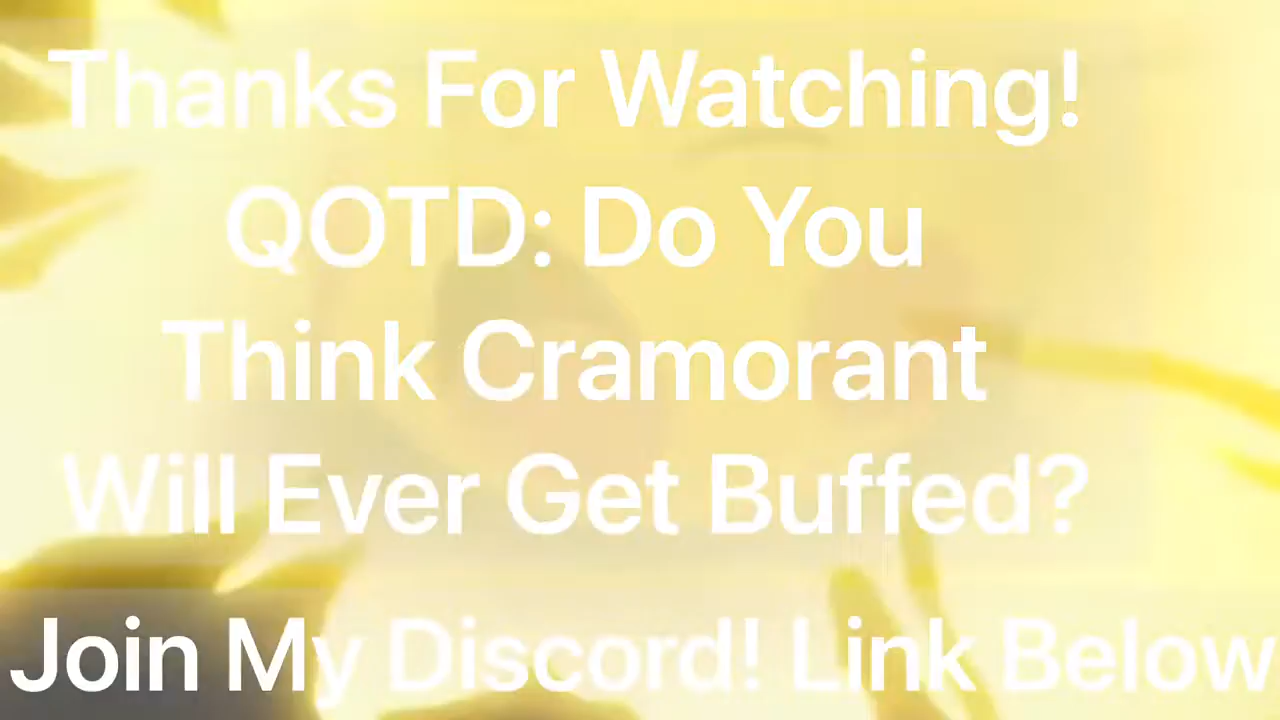 Thanks For Watching!
QOTD: Do You
Think Cramorant
Will Ever Get Buffed?
Join My Discord! Link Below